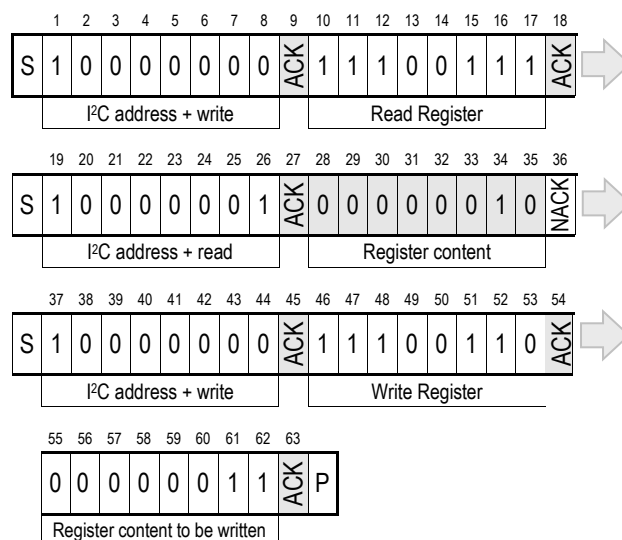 1 2 3 4 5 6 7 8 9 10 11 12 13 14 15 16 17 18
S 1 0 0 0 0 0 0 0 ACK 1 1 1 0 0 1 1 1 ACK
I²C address + write Read Register
19 20 21 22 23 24 25 26 27 28 29 30 31 32 33 34 35 36
S 1 0 0 0 0 0 0 1 ACK 0 0 0 0 0 0 1 0 NACK
I²C address + read Register content
37 38 39 40 41 42 43 44 45 46 47 48 49 50 51 52 53 54
S 1 0 0 0 0 0 0 0 ACK 1 1 1 0 0 1 1 0 ACK
I²C address + write Write Register
55 56 57 58 59 60 61 62 63
0 0 0 0 0 0 1 1 ACK P
Register content to be written